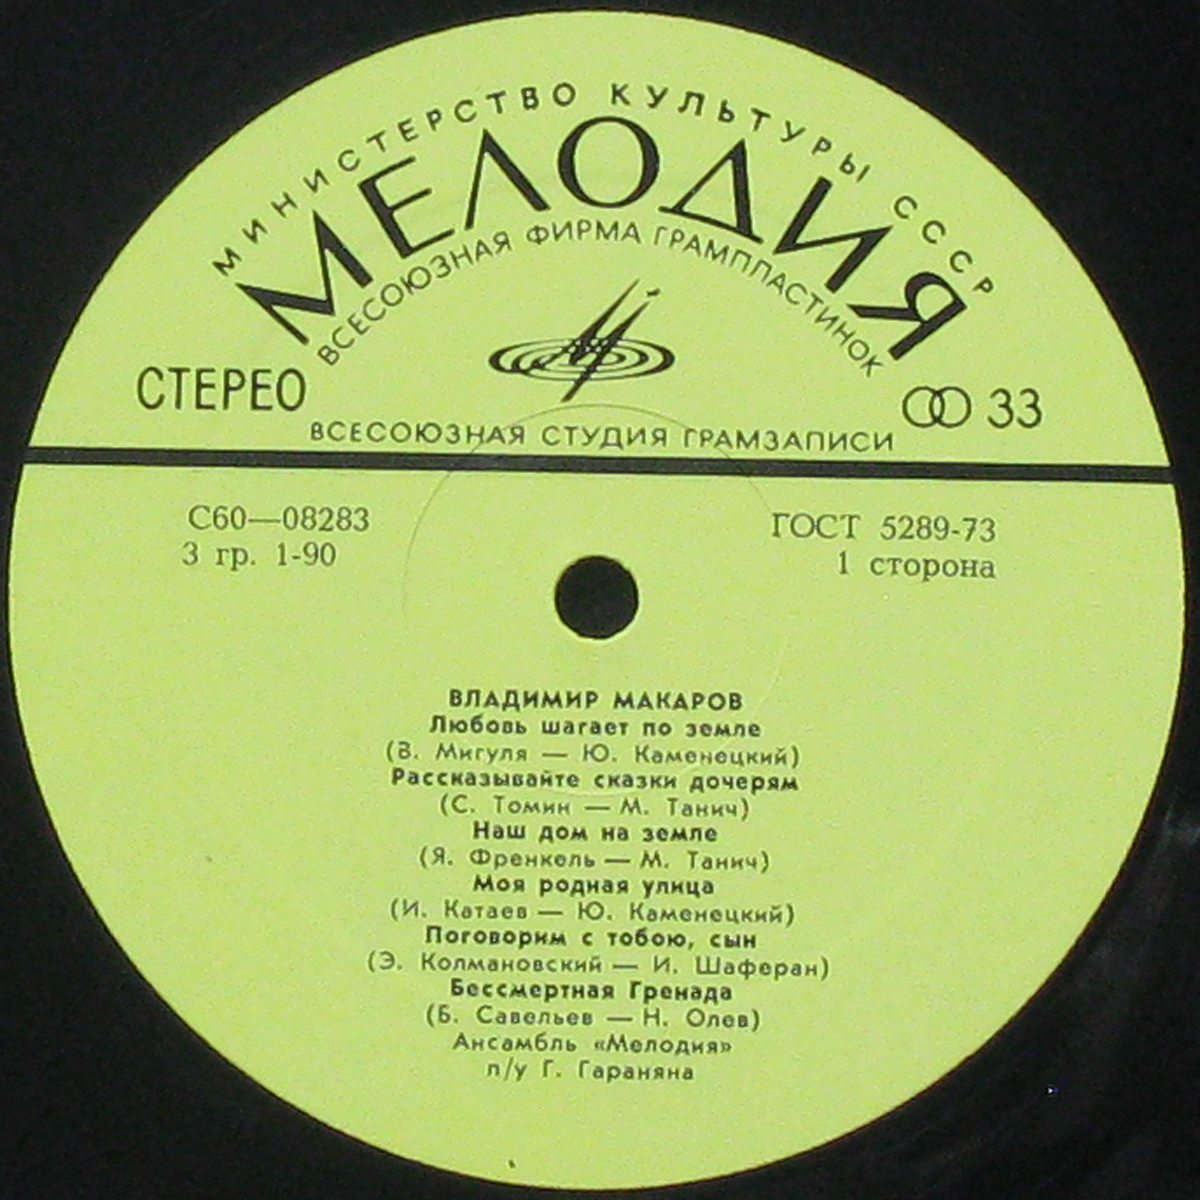 МИНИСТЕРСТВО КУЛЬТУРЫ СССР
МЕЛОДИЯ
ВСЕСОЮЗНАЯ ФИРМА ГРАМПЛАСТИНОК
СТЕРЕО
33
ВСЕСОЮЗНАЯ СТУДИЯ ГРАМЗАПИСИ
С60—08283
ГОСТ 5289-73
3 гр. 1-90
1 сторона
ВЛАДИМИР МАКАРОВ
Любовь шагает по земле
(В. Мигуля — Ю. Каменецкий)
Рассказывайте сказки дочерям
(С. Томин — М. Танич)
Наш дом на земле
(Я. Френкель — М. Танич)
Моя родная улица
(И. Катаев — Ю. Каменецкий)
Поговорим с тобою, сын
(Э. Колмановский — И. Шаферан)
Бессмертная Гренада
(Б. Савельев — Н. Олев)
Ансамбль «Мелодия»
п/у Г. Гараняна